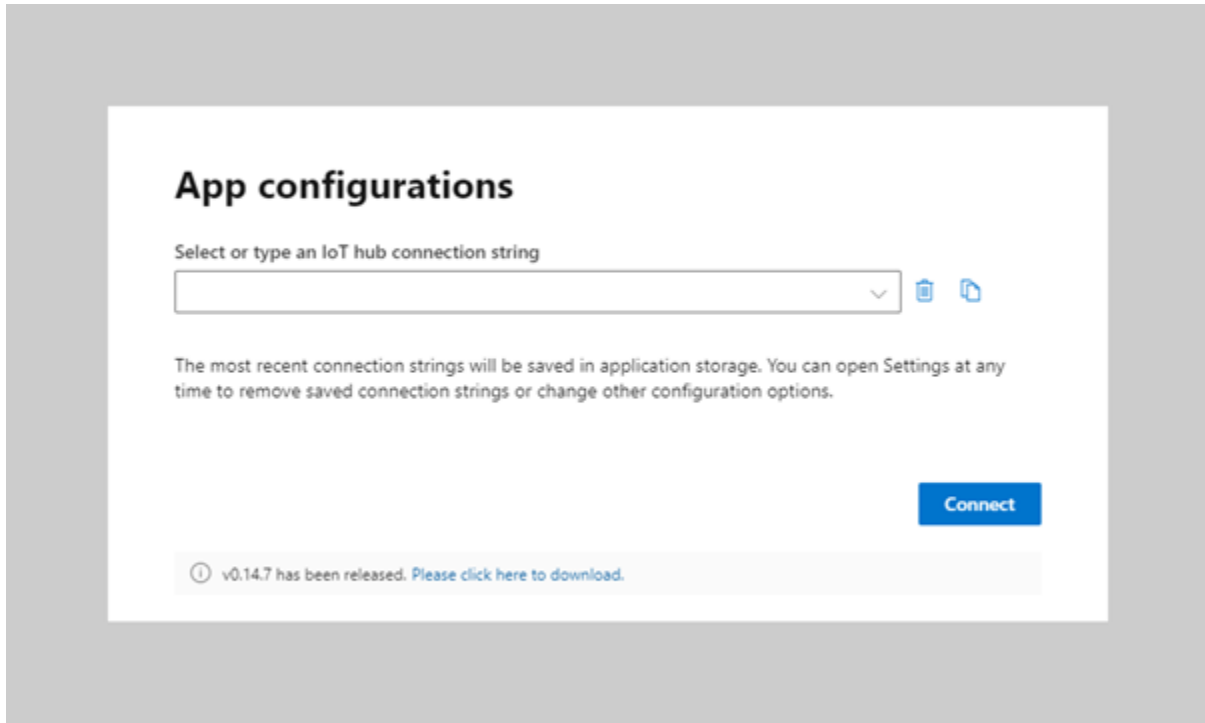 App configurations
Select or type an IoT hub connection string
The most recent connection strings will be saved in application storage. You can open Settings at any
time to remove saved connection strings or change other configuration options.
Connect
v0.14.7 has been released. Please click here to download.